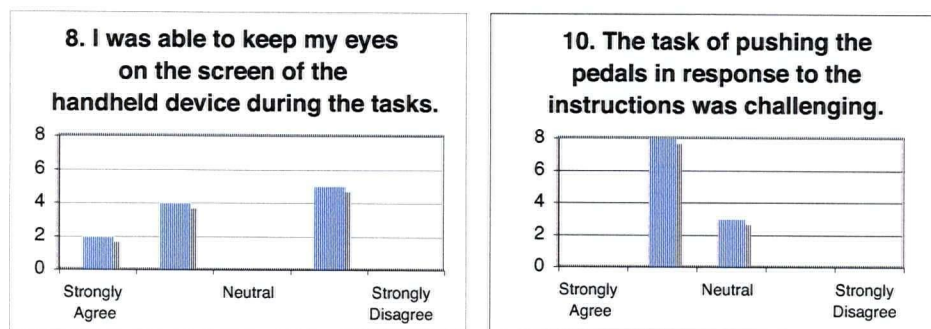 8. I was able to keep my eyes
on the screen of the
handheld device during the tasks.
8
6
4
2
0
Strongly
Agree
Neutral
Strongly
Disagree
10. The task of pushing the
pedals in response to the
instructions was challenging.
8
6
4
2
0
Strongly
Agree
Neutral
Strongly
Disagree